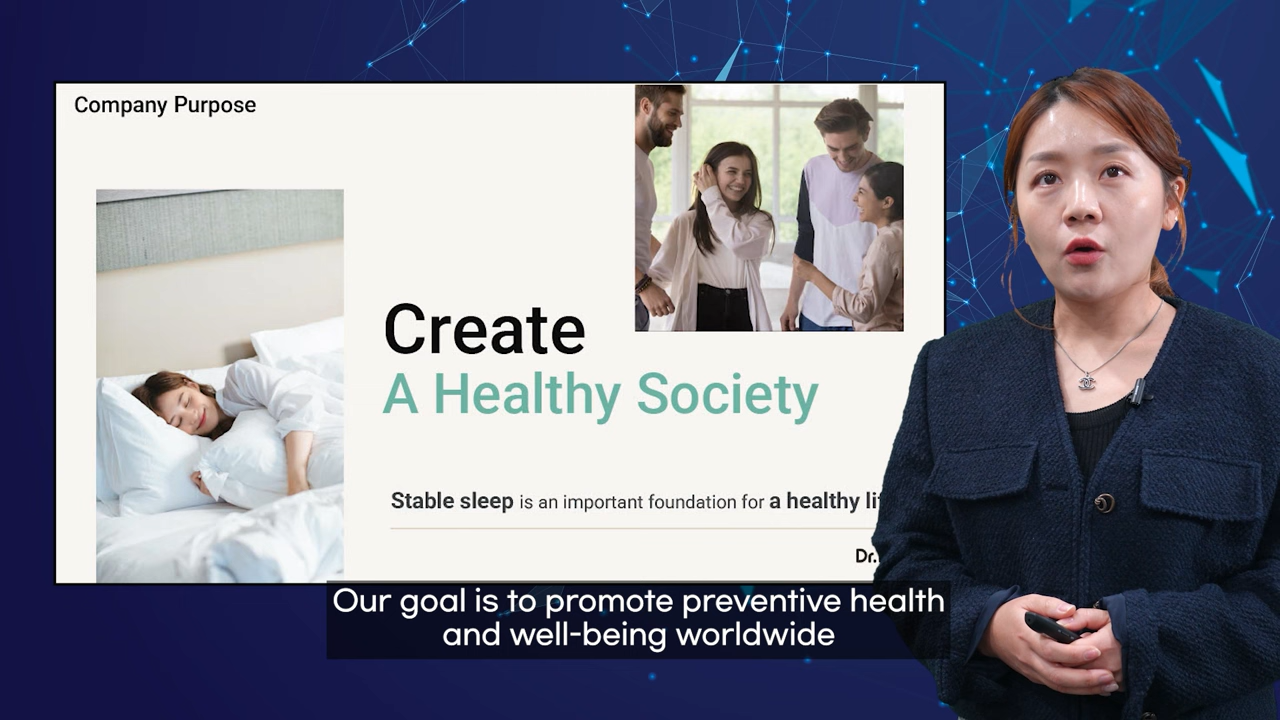 Company Purpose
Create
A Healthy Society
Stable sleep is an important foundation for a healthy
Dr.
Our goal is to promote preventive health
and well-being worldwide